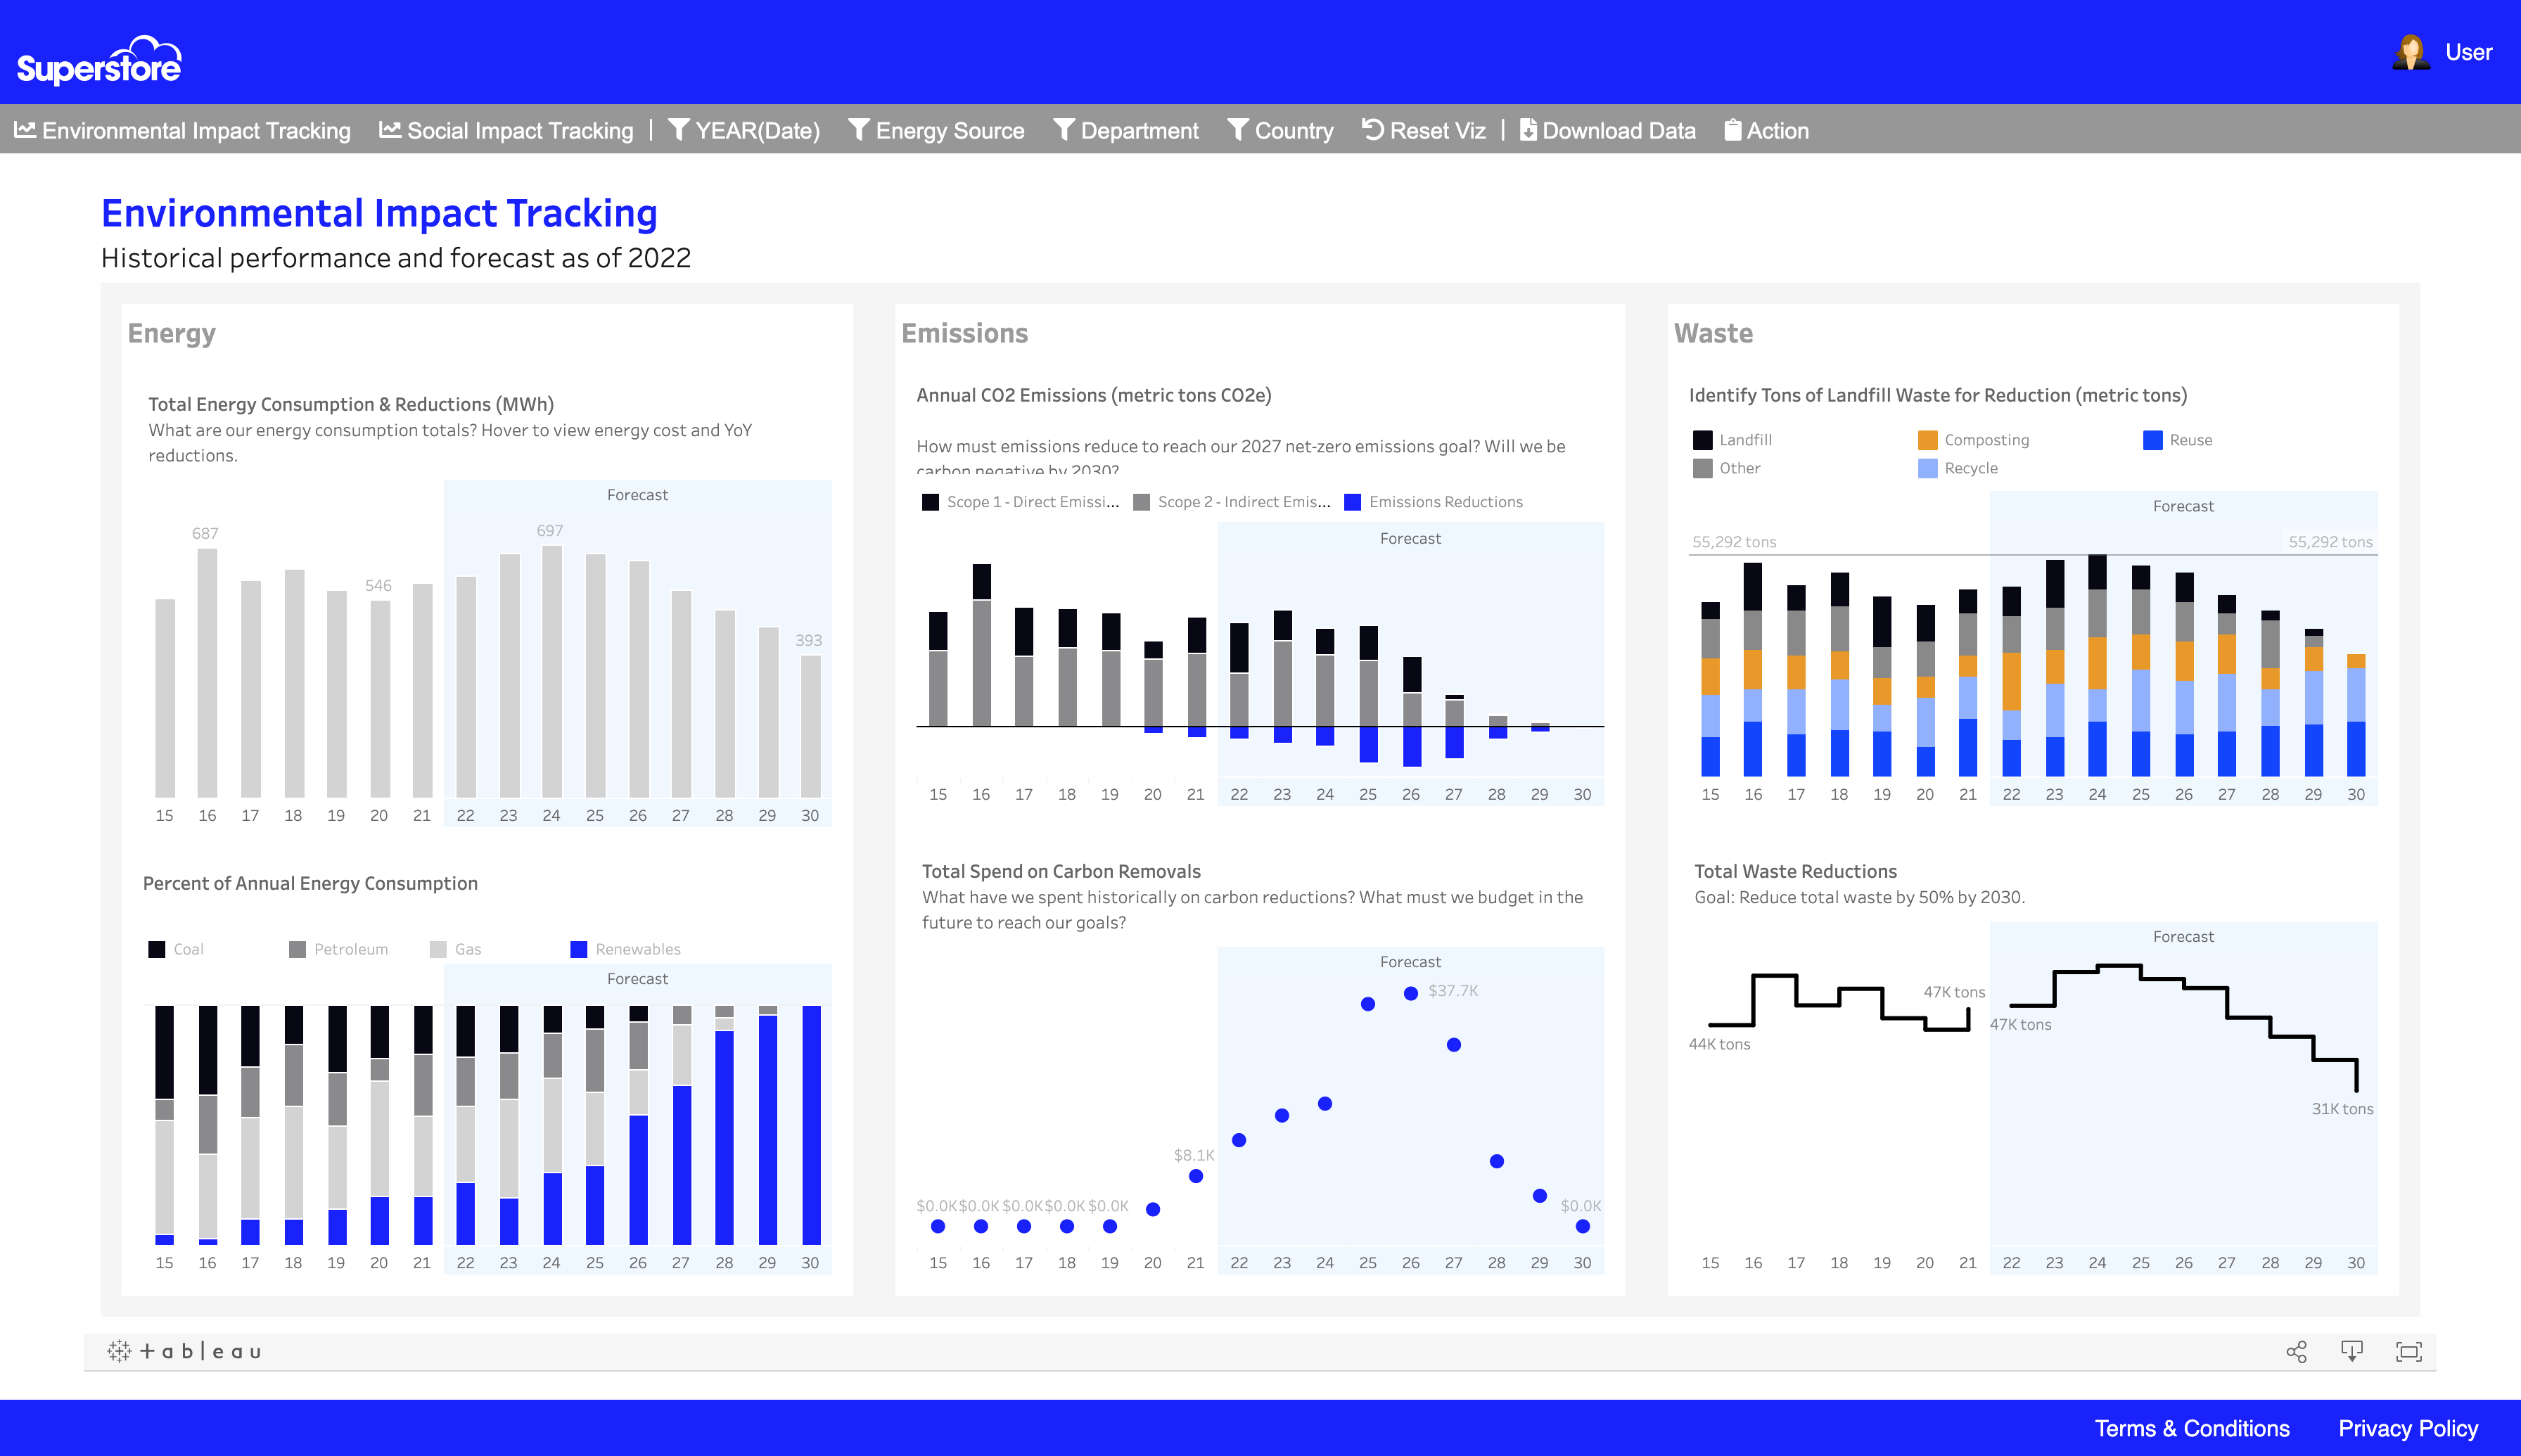 Superstore
User
Environmental Impact Tracking Social Impact Tracking | YEAR(Date) Energy Source Department Country Reset Viz | Download Data Action
Environmental Impact Tracking
Historical performance and forecast as of 2022
Energy
Total Energy Consumption & Reductions (MWh)
What are our energy consumption totals? Hover to view energy cost and YoY
reductions.
Forecast
687
697
546
393
15 16 17 18 19 20 21 22 23 24 25 26 27 28 29 30
Percent of Annual Energy Consumption
Coal Petroleum Gas Renewables
Forecast
15 16 17 18 19 20 21 22 23 24 25 26 27 28 29 30
Emissions
Annual CO2 Emissions (metric tons CO2e)
How must emissions reduce to reach our 2027 net-zero emissions goal? Will we be
carbon negative by 2030?
Scope 1 - Direct Emissi... Scope 2 - Indirect Emis... Emissions Reductions
Forecast
15 16 17 18 19 20 21 22 23 24 25 26 27 28 29 30
Total Spend on Carbon Removals
What have we spent historically on carbon reductions? What must we budget in the
future to reach our goals?
Forecast
$37.7K
$8.1K
$0.0K $0.0K $0.0K $0.0K $0.0K $0.0K
15 16 17 18 19 20 21 22 23 24 25 26 27 28 29 30
Waste
Identify Tons of Landfill Waste for Reduction (metric tons)
Landfill Composting Reuse
Other Recycle
Forecast
55,292 tons 55,292 tons
15 16 17 18 19 20 21 22 23 24 25 26 27 28 29 30
Total Waste Reductions
Goal: Reduce total waste by 50% by 2030.
Forecast
47K tons
47K tons
44K tons
31K tons
15 16 17 18 19 20 21 22 23 24 25 26 27 28 29 30
+ableau
Terms & Conditions Privacy Policy